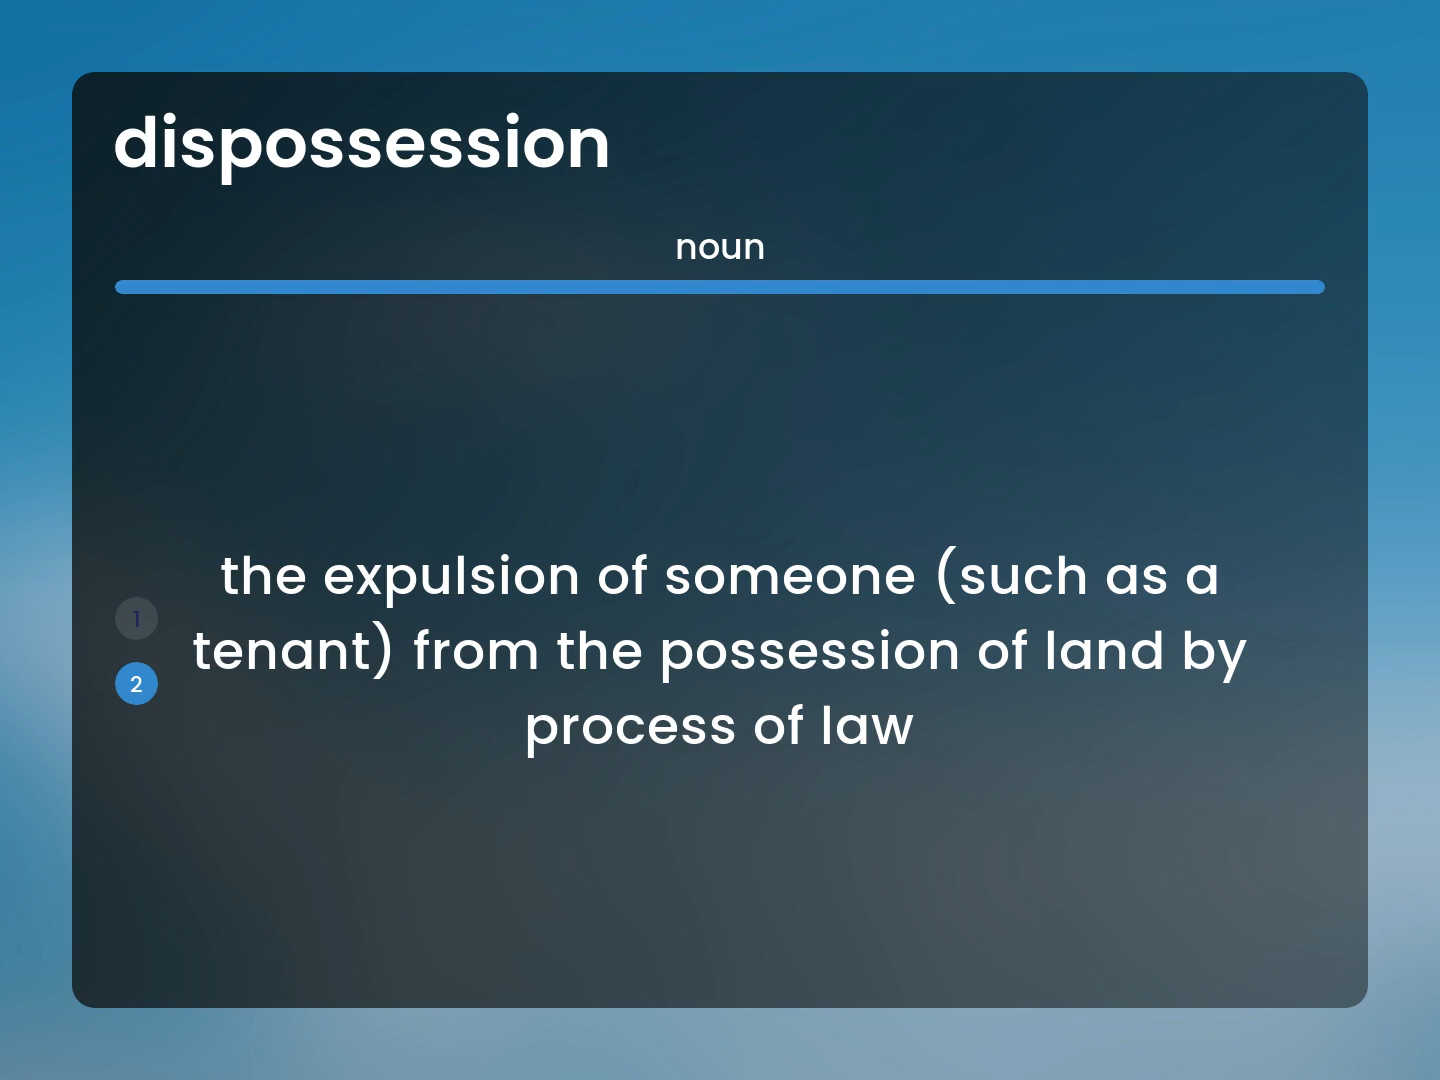 dispossession
noun
the expulsion of someone (such as a
1
tenant) from the possession of land by
2
process of law